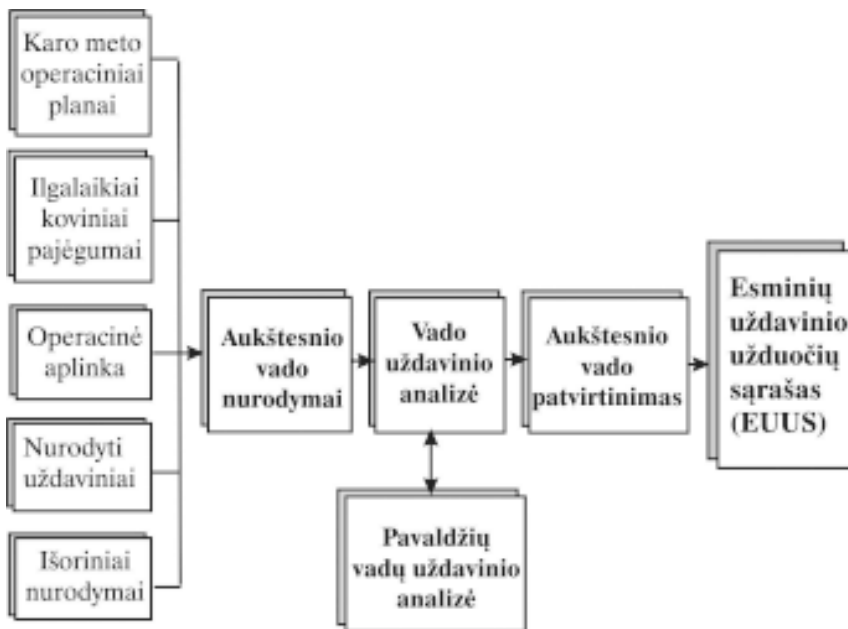 Karo meto
operaciniai
planai
Ilgalaikiai
koviniai
pajėgumai
Operacinė
aplinka
Nurodyti
uždaviniai
Išoriniai
nurodymai
Aukštesnio
vado
nurodymai
Vado
uždavinio
analizė
Pavaldžių
vadų uždavinio
analizė
Aukštesnio
vado
patvirtinimas
Esminių
uždavinio
užduočių
sąrašas
(EUUS)